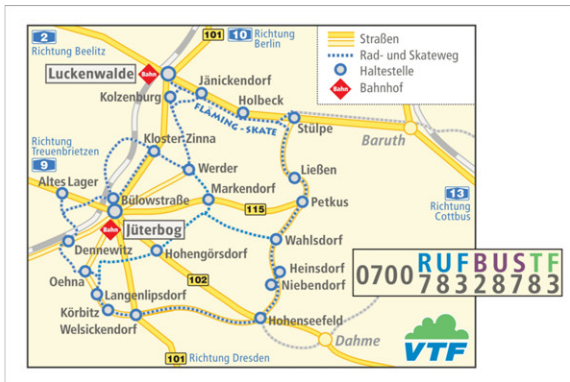 2
Richtung Beelitz
101
10
Richtung
Berlin
Straßen
Rad- und Skateweg
Haltestelle
Bahn
Bahnhof
Luckenwalde
Bahn
Jänickendorf
Kolzenburg
Holbeck
FLÄMING - SKATE
Stülpe
Baruth
Kloster Zinna
Richtung
Treuenbrietzen
9
Werder
Ließen
Altes Lager
Bülowstraße
Markendorf
115
Petkus
13
Richtung
Cottbus
Bahn
Jüterbog
Dennewitz
Hohengörsdorf
Wahlsdorf
Oehna
Heinsdorf
102
Niebendorf
Langenlipsdorf
Körbitz
Welsickendorf
Hohenseefeld
Dahme
101
Richtung Dresden
RUFBUSTF
0700 78328783
VTF